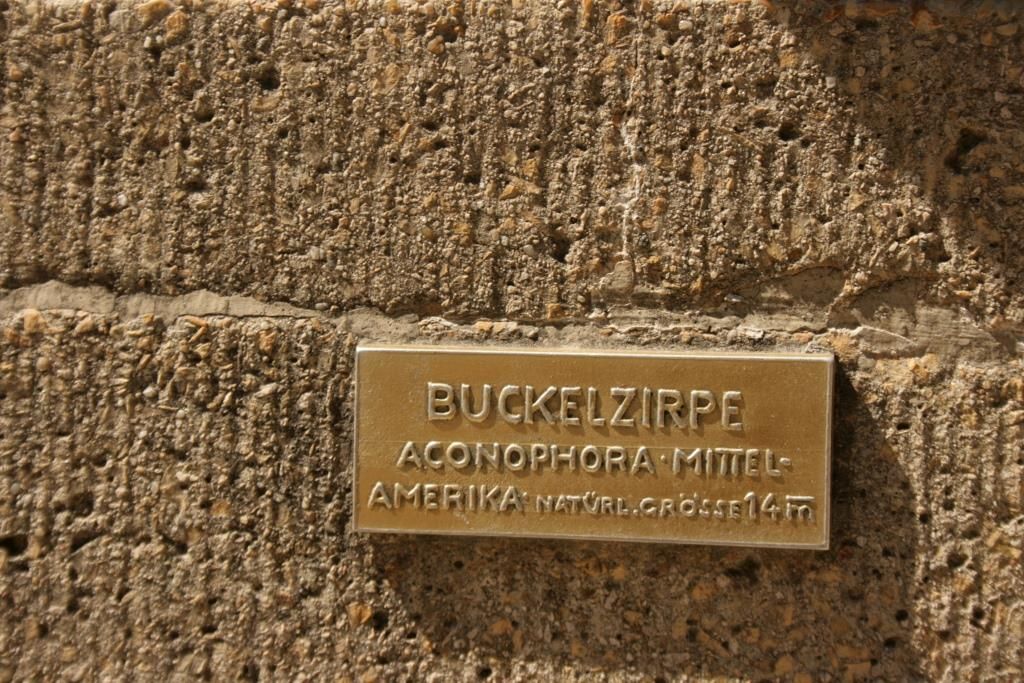 BUCKELZIRPE
ACONOPHORA · MITTEL-
AMERIKA · NATÜRL. GRÖSSE 14 m̅